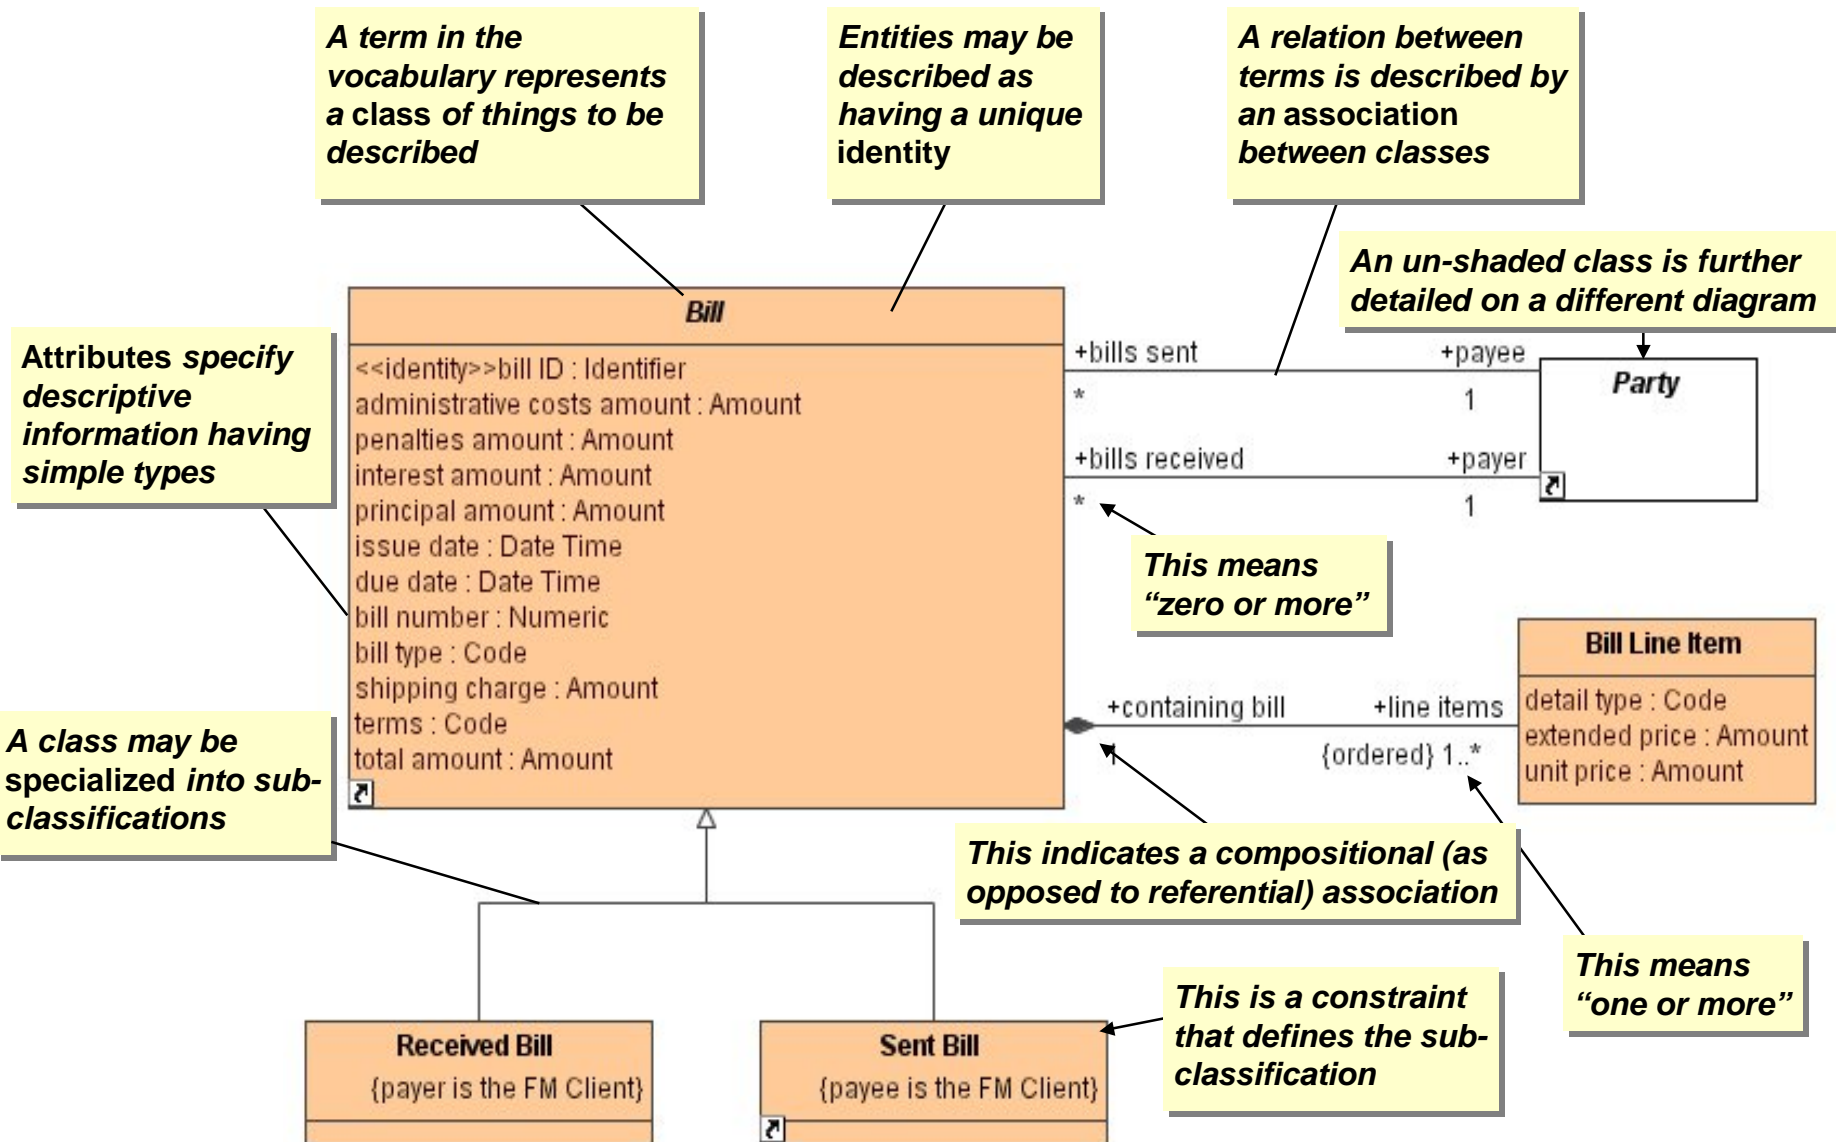 A term in the
vocabulary represents
a class of things to be
described
Entities may be
described as
having a unique
identity
A relation between
terms is described by
an association
between classes
An un-shaded class is further
detailed on a different diagram
Attributes specify
descriptive
information having
simple types
Bill
<<identity>>bill ID : Identifier
administrative costs amount : Amount
penalties amount : Amount
interest amount : Amount
principal amount : Amount
issue date : Date Time
due date : Date Time
bill number : Numeric
bill type : Code
shipping charge : Amount
terms : Code
total amount : Amount
+bills sent
+payee
*
1
+bills received
+payer
*
1
Party
This means
“zero or more”
Bill Line Item
detail type : Code
extended price : Amount
unit price : Amount
+containing bill
+line items
1
{ordered} 1..*
A class may be
specialized into sub-
classifications
This indicates a compositional (as
opposed to referential) association
This means
“one or more”
This is a constraint
that defines the sub-
classification
Received Bill
{payer is the FM Client}
Sent Bill
{payee is the FM Client}